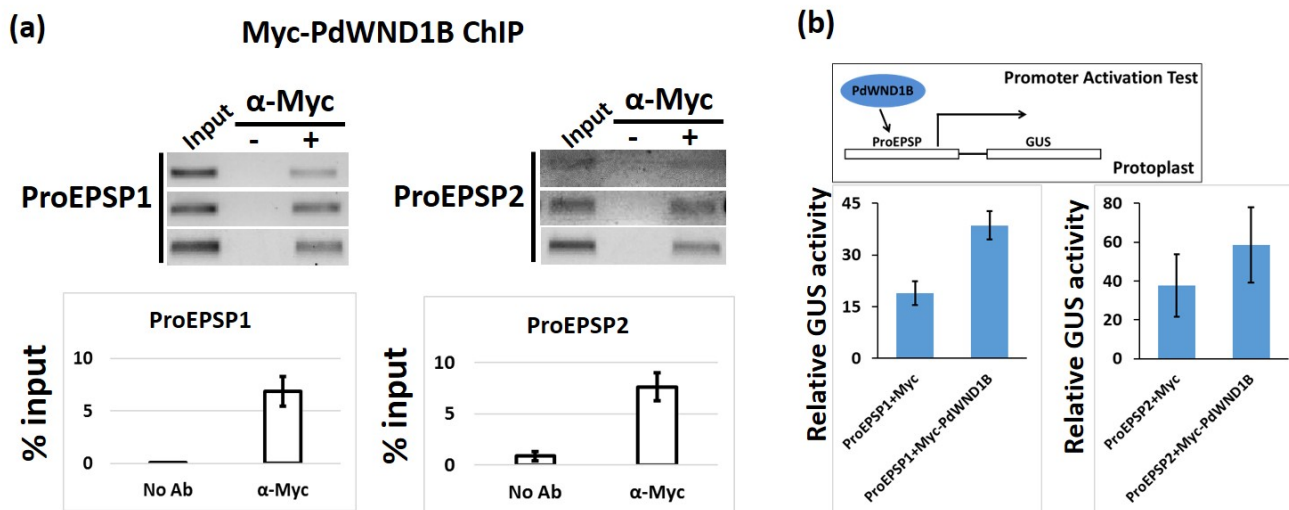 (a)
Myc-PdWND1B ChIP
Input
α-Myc
-
+
ProEPSP1
Input
α-Myc
-
+
ProEPSP2
ProEPSP1
% input
10
5
0
No Ab
α-Myc
ProEPSP2
% input
10
5
0
No Ab
α-Myc
(b)
Promoter Activation Test
PdWND1B
ProEPSP
GUS
Protoplast
Relative GUS activity
45
30
15
0
ProEPSP1+Myc
ProEPSP1+Myc-PdWND1B
Relative GUS activity
80
60
40
20
0
ProEPSP2+Myc
ProEPSP2+Myc-PdWND1B